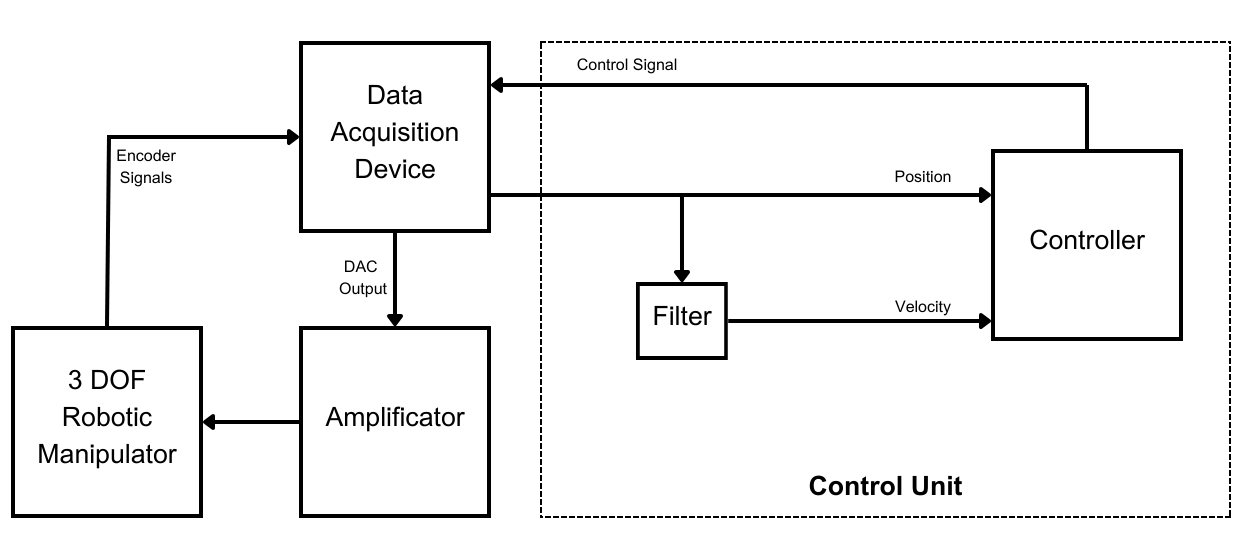 Data
Acquisition
Device
Control Signal
Encoder
Signals
Position
Controller
DAC
Output
Filter
Velocity
3 DOF
Robotic
Manipulator
Amplificator
Control Unit